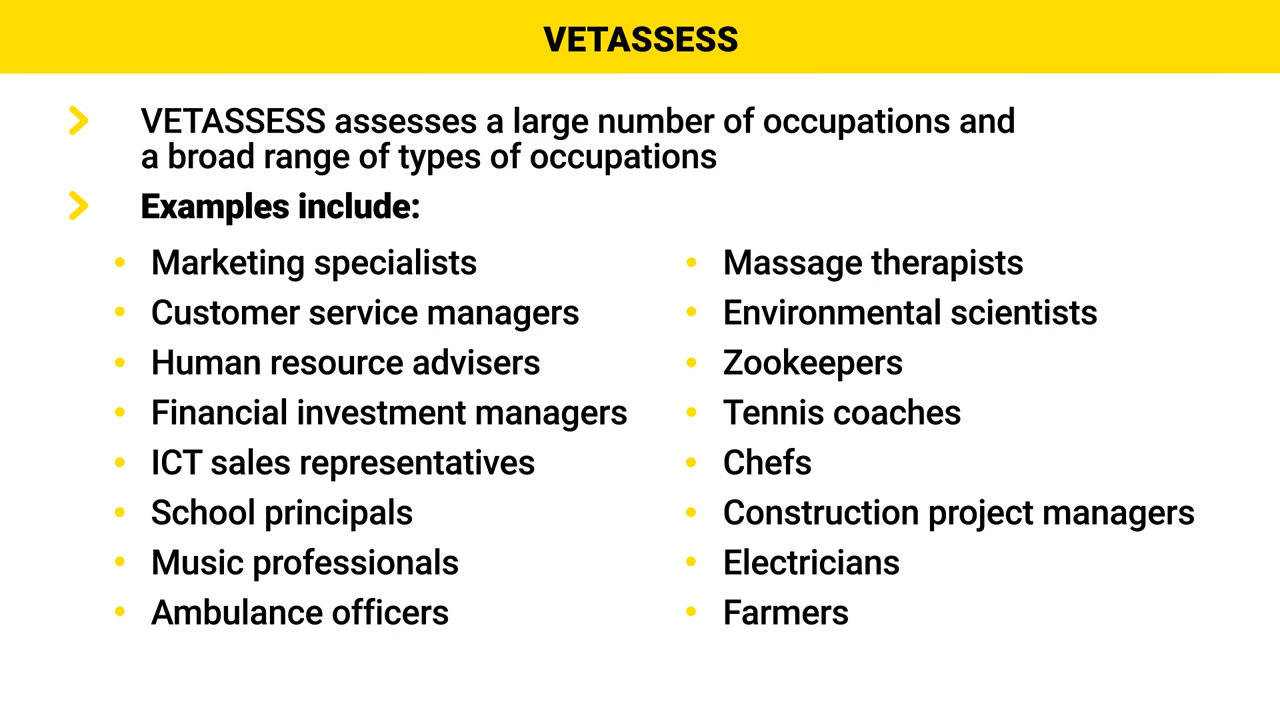 VETASSESS
VETASSESS assesses a large number of occupations and
a broad range of types of occupations
Examples include:
Marketing specialists
Customer service managers
Human resource advisers
Financial investment managers
ICT sales representatives
School principals
Music professionals
Ambulance officers
Massage therapists
Environmental scientists
Zookeepers
Tennis coaches
Chefs
Construction project managers
Electricians
Farmers